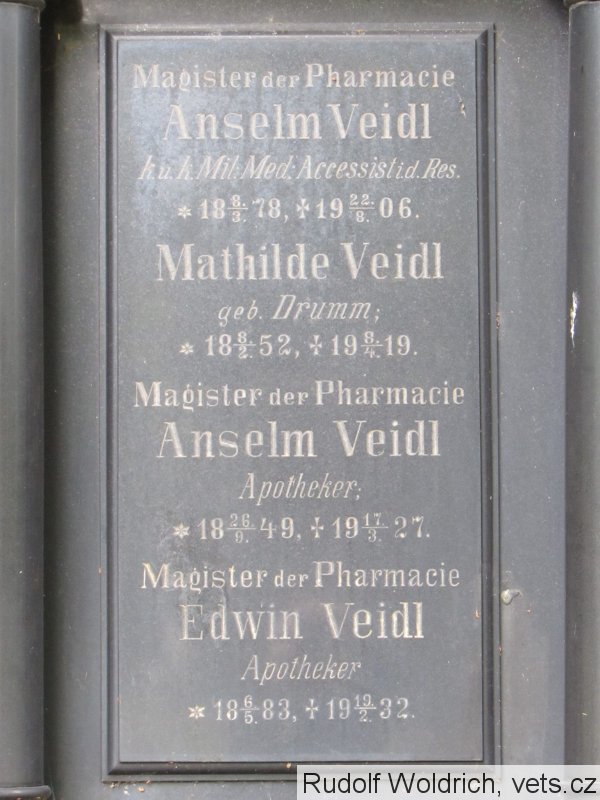 Magister der Pharmacie
Anselm Veidl
k.u.k. Mil: Med: Accessist i.d. Res.
✲ 18 8./3. 78, ✝ 19 22./8. 06.
Mathilde Veidl
geb. Drumm;
✲ 18 8./2. 52, ✝ 19 8./4. 19.
Magister der Pharmacie
Anselm Veidl
Apotheker;
✲ 18 26./9. 49, ✝ 19 17./3. 27.
Magister der Pharmacie
Edwin Veidl
Apotheker
✲ 18 6/5. 83, ✝ 19 19./2. 32.
Rudolf Woldrich, vets.cz